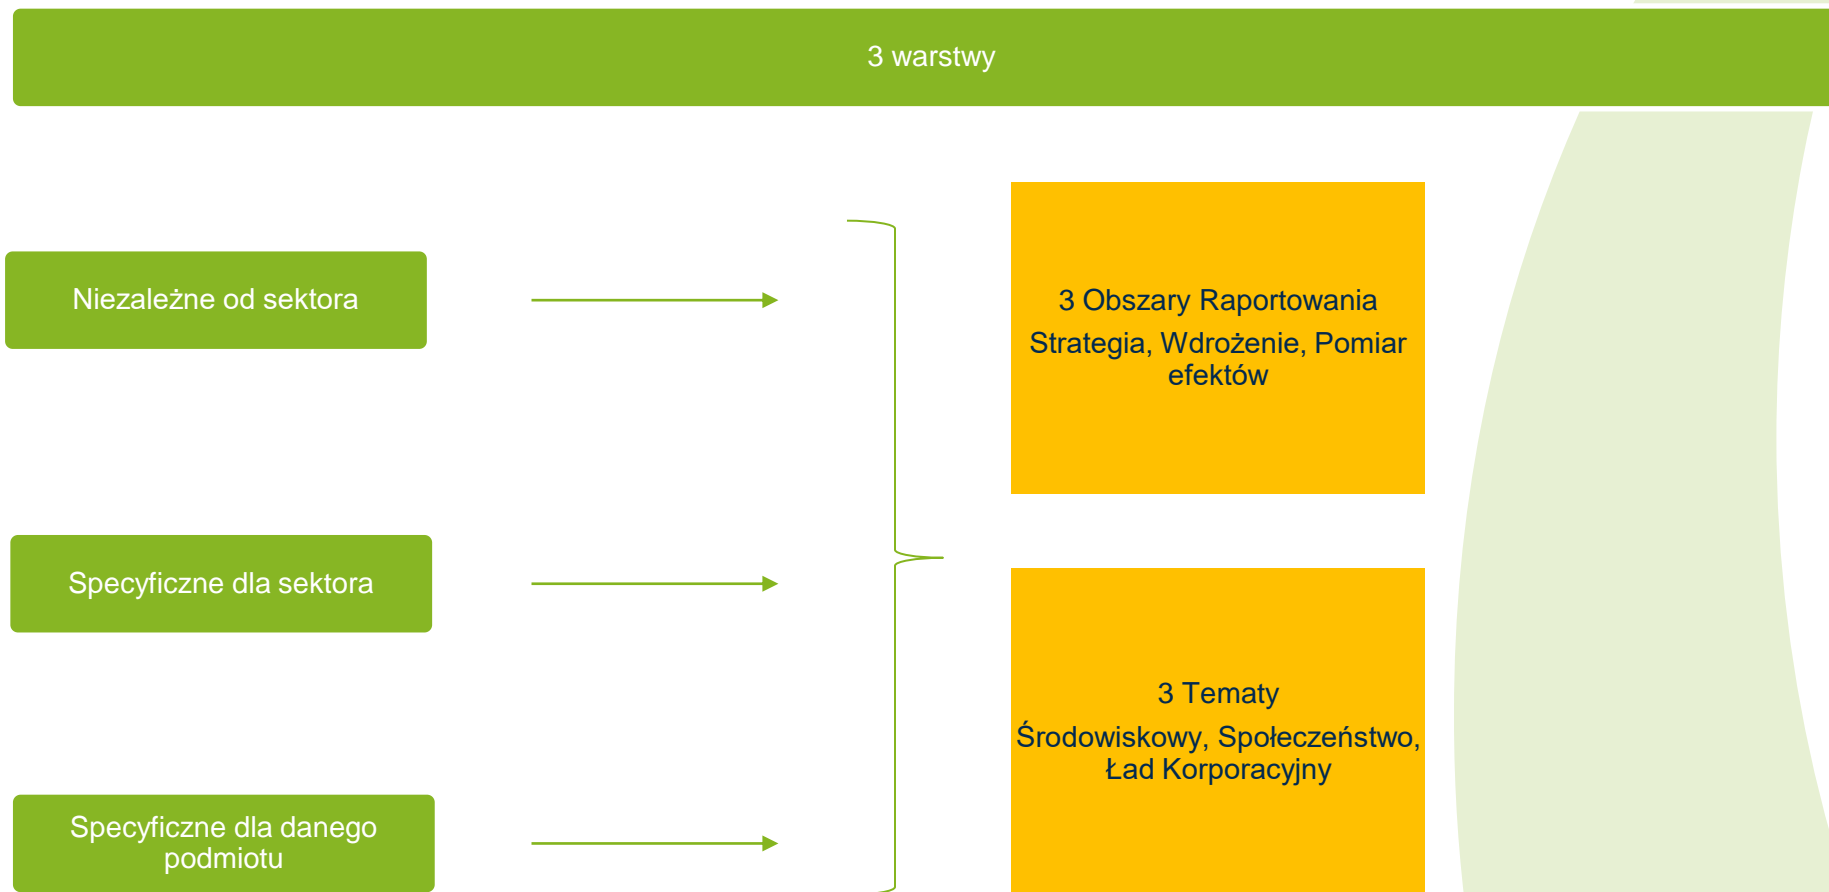 3 warstwy
Niezależne od sektora
Specyficzne dla sektora
Specyficzne dla danego
podmiotu
3 Obszary Raportowania
Strategia, Wdrożenie, Pomiar
efektów
3 Tematy
Środowiskowy, Społeczeństwo,
Ład Korporacyjny